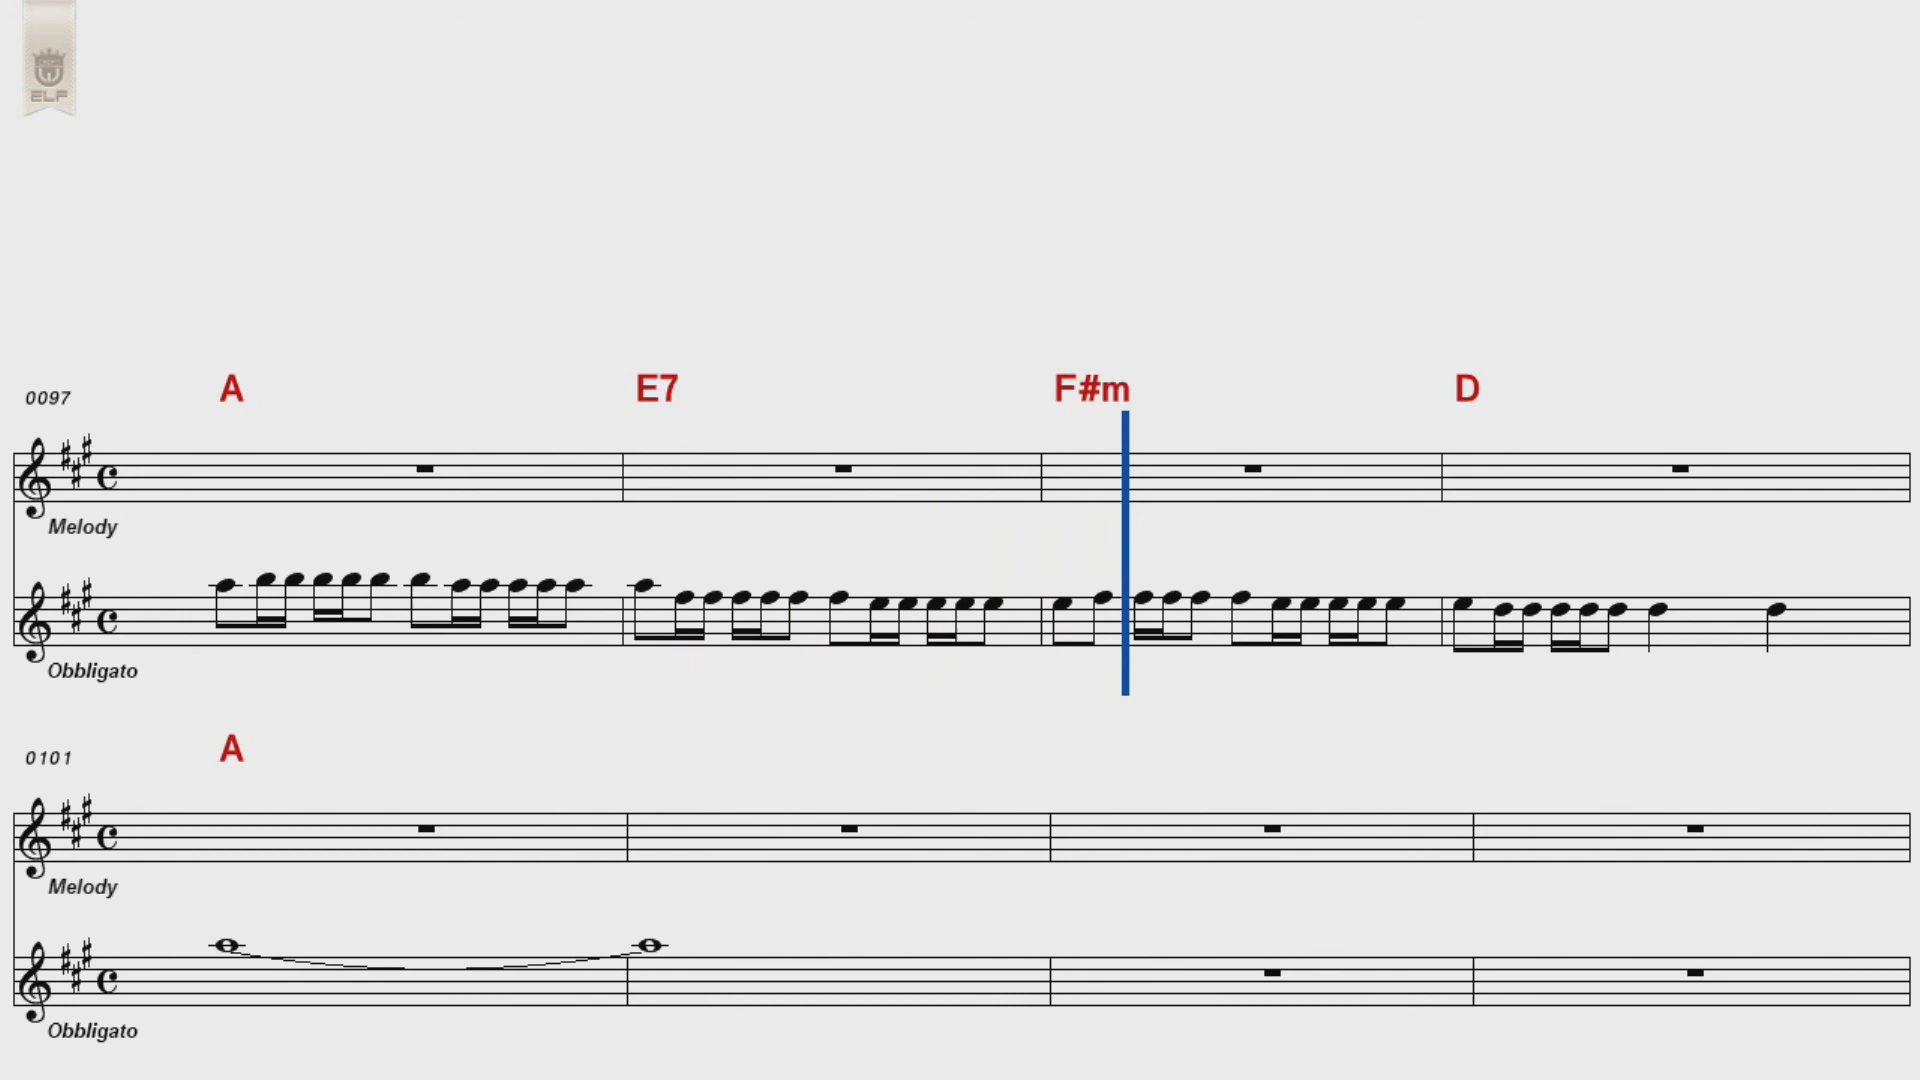 ELF
0097 A E7 F#m D
Melody
Obbligato
0101 A
Melody
Obbligato